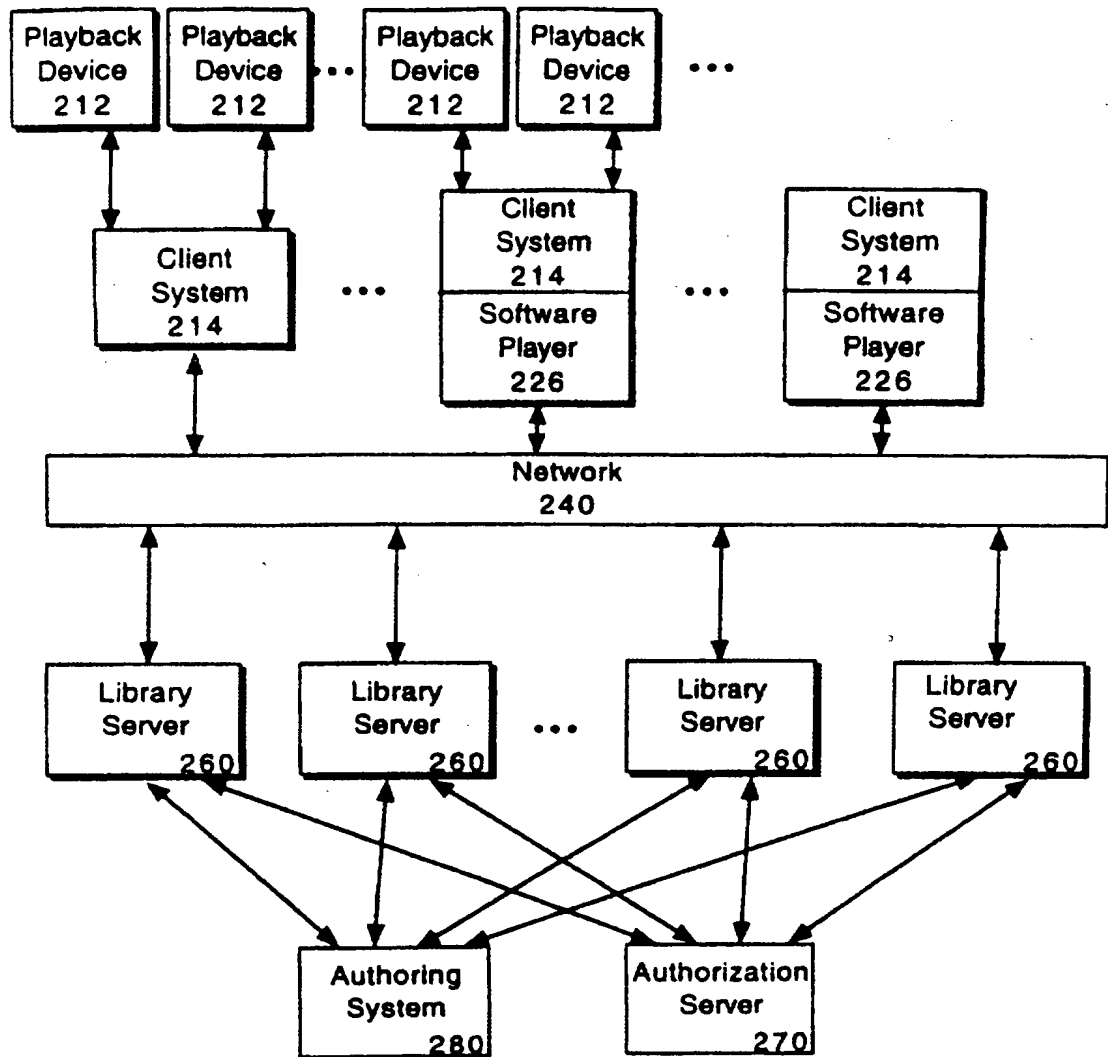 Playback
Device
212
Playback
Device
212
Playback
Device
212
Playback
Device
212
Client
System
214
Client
System
214
Software
Player
226
Client
System
214
Software
Player
226
Network
240
Library
Server
260
Library
Server
260
Library
Server
260
Library
Server
260
Authoring
System
280
Authorization
Server
270